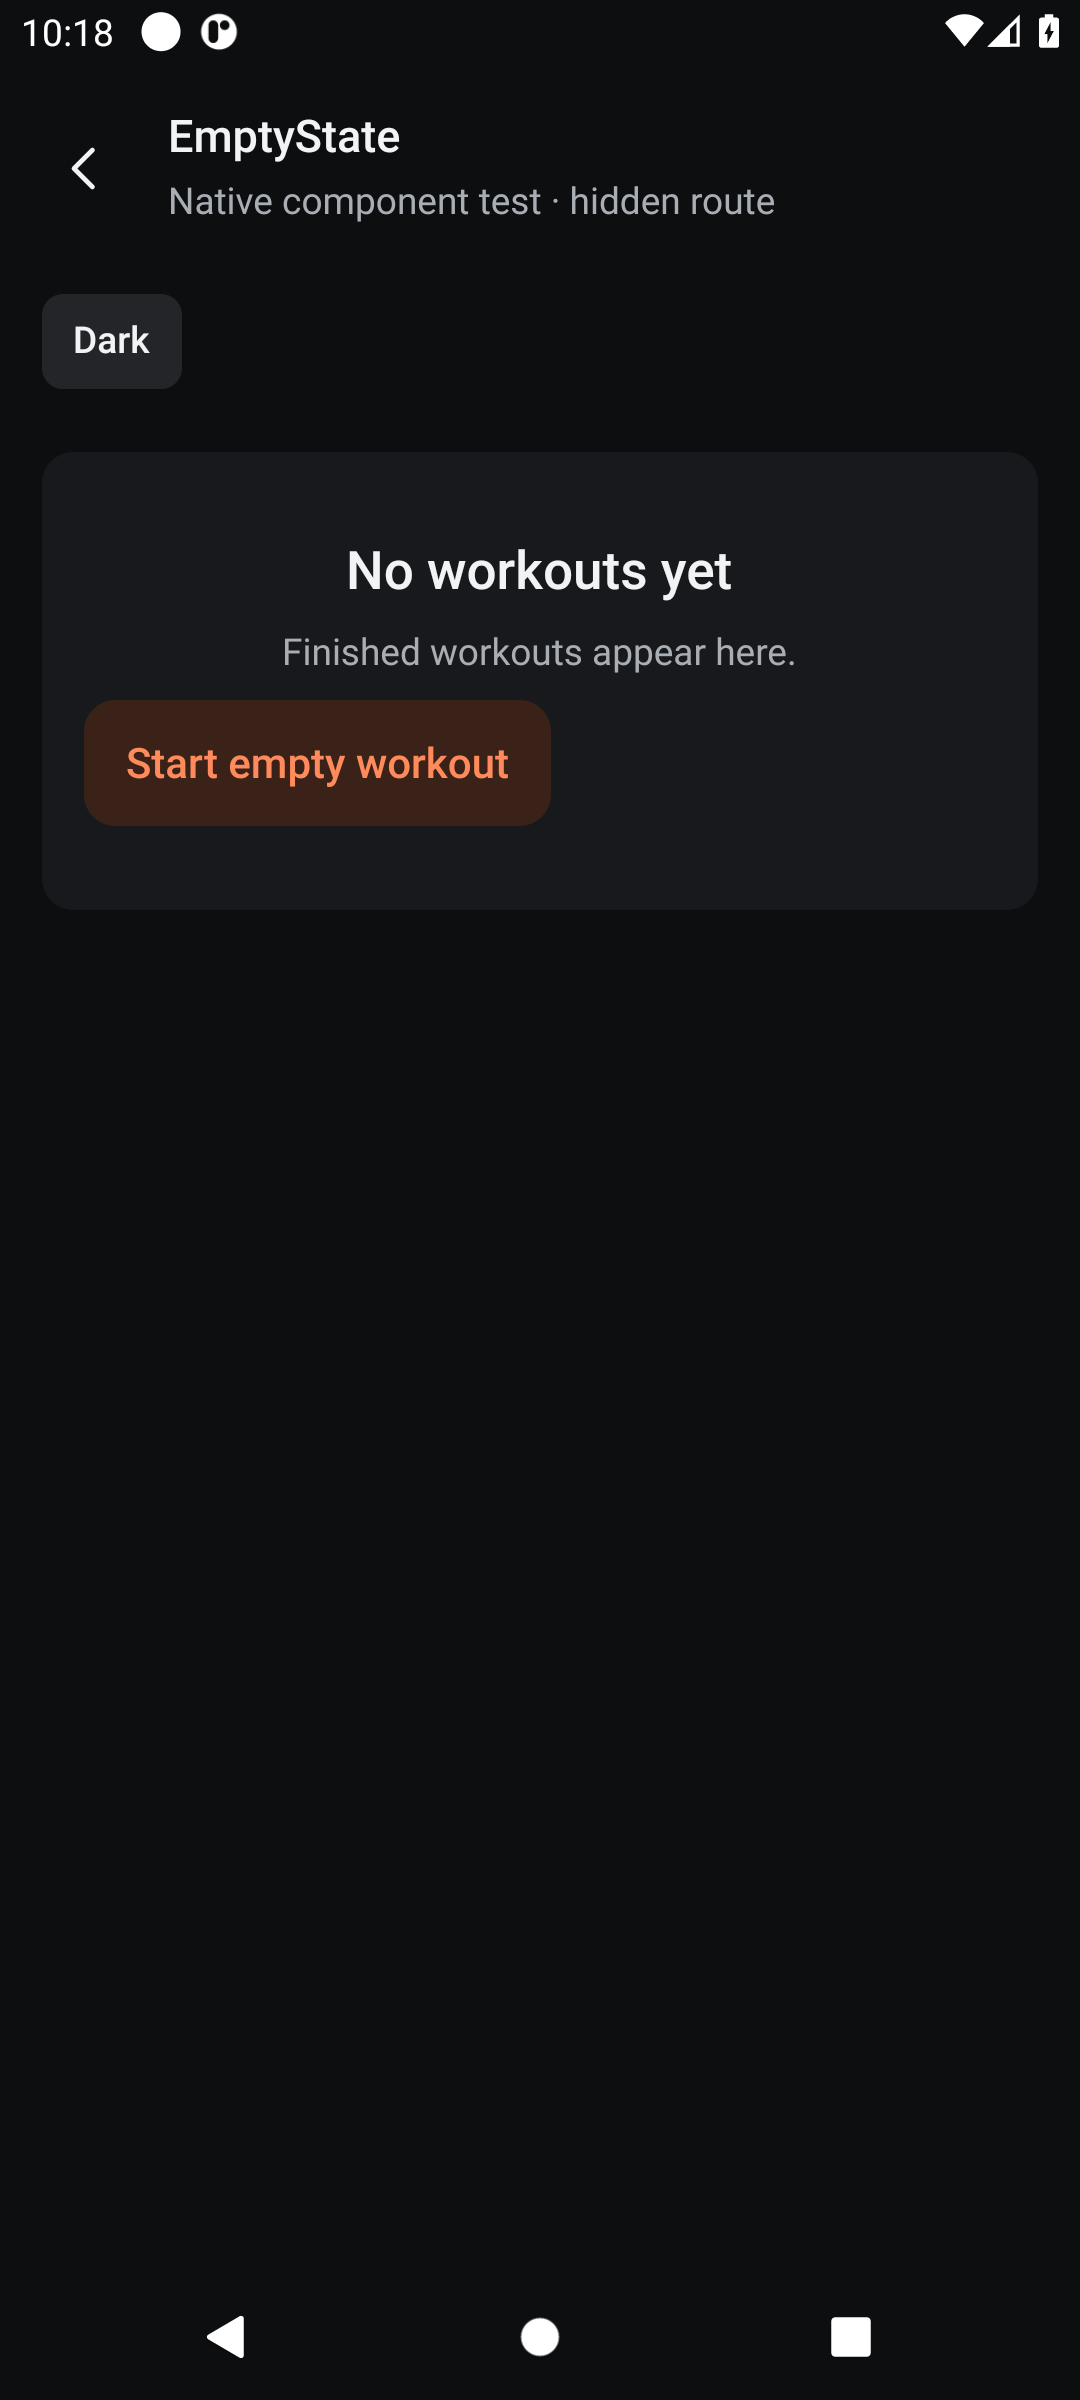 10:18
EmptyState
Native component test · hidden route
Dark
No workouts yet
Finished workouts appear here.
Start empty workout